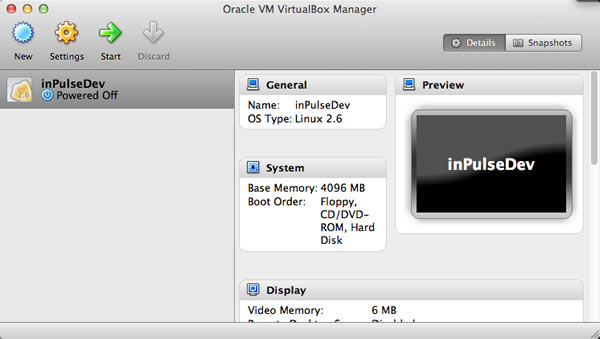 Oracle VM VirtualBox Manager
New
Settings
Start
Discard
Details
Snapshots
2.6
inPulseDev
Powered Off
General
Name: inPulseDev
OS Type: Linux 2.6
System
Base Memory: 4096 MB
Boot Order: Floppy,
CD/DVD-
ROM, Hard
Disk
Preview
inPulseDev
Display
Video Memory: 6 MB